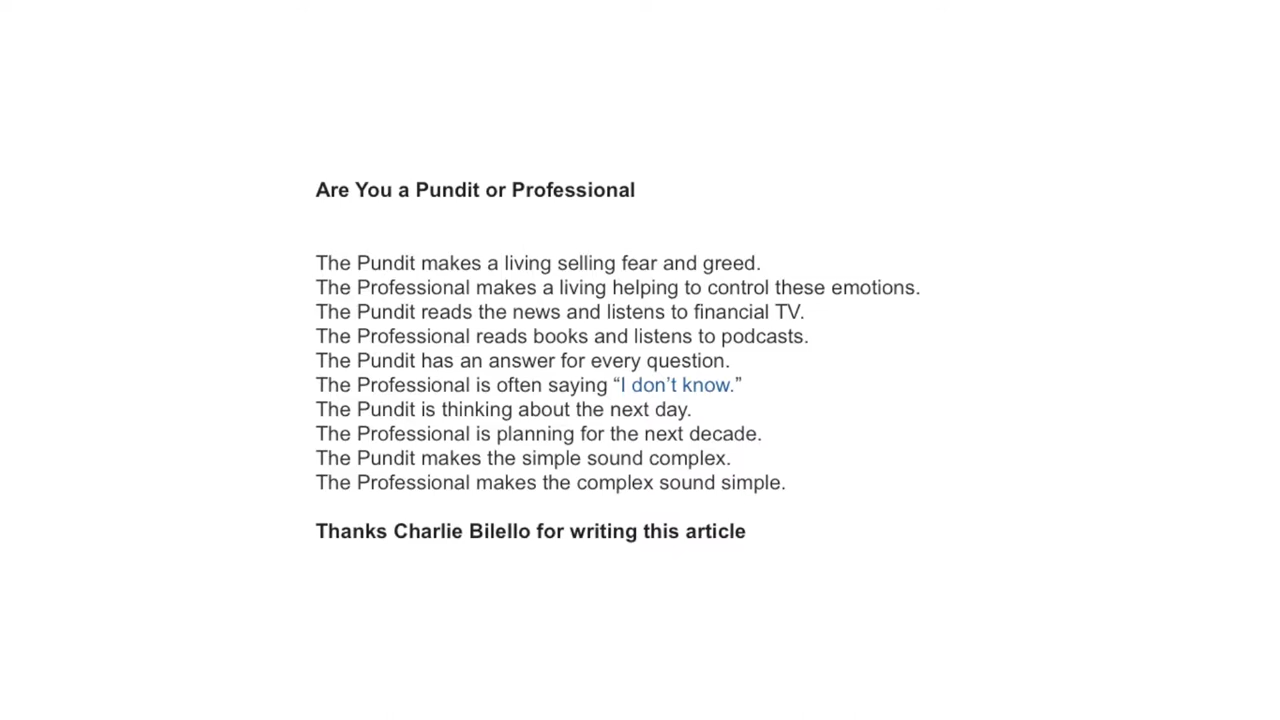 Are You a Pundit or Professional
The Pundit makes a living selling fear and greed.
The Professional makes a living helping to control these emotions.
The Pundit reads the news and listens to financial TV.
The Professional reads books and listens to podcasts.
The Pundit has an answer for every question.
The Professional is often saying “I don’t know.”
The Pundit is thinking about the next day.
The Professional is planning for the next decade.
The Pundit makes the simple sound complex.
The Professional makes the complex sound simple.
Thanks Charlie Bilello for writing this article